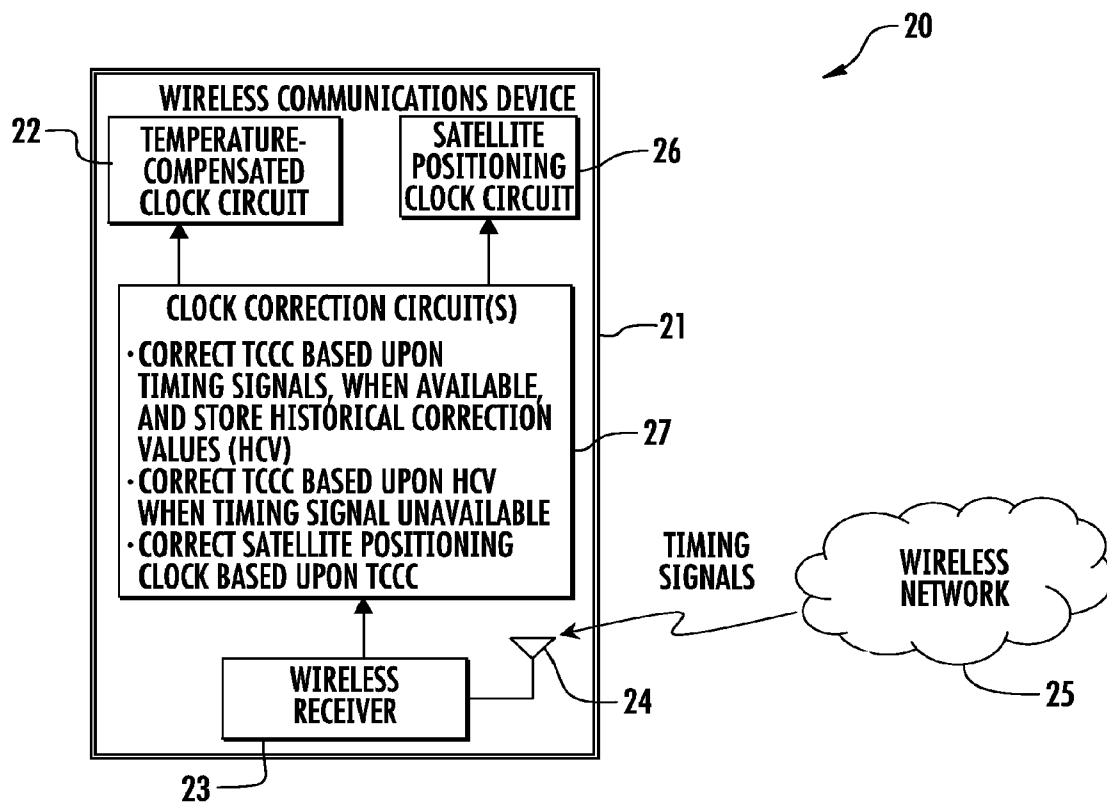 20
WIRELESS COMMUNICATIONS DEVICE
22
TEMPERATURE-
COMPENSATED
CLOCK CIRCUIT
SATELLITE
POSITIONING
CLOCK CIRCUIT
26
CLOCK CORRECTION CIRCUIT(S)
· CORRECT TCCC BASED UPON
TIMING SIGNALS, WHEN AVAILABLE,
AND STORE HISTORICAL CORRECTION
VALUES (HCV)
· CORRECT TCCC BASED UPON HCV
WHEN TIMING SIGNAL UNAVAILABLE
· CORRECT SATELLITE POSITIONING
CLOCK BASED UPON TCCC
21
27
TIMING
SIGNALS
WIRELESS
NETWORK
25
WIRELESS
RECEIVER
24
23